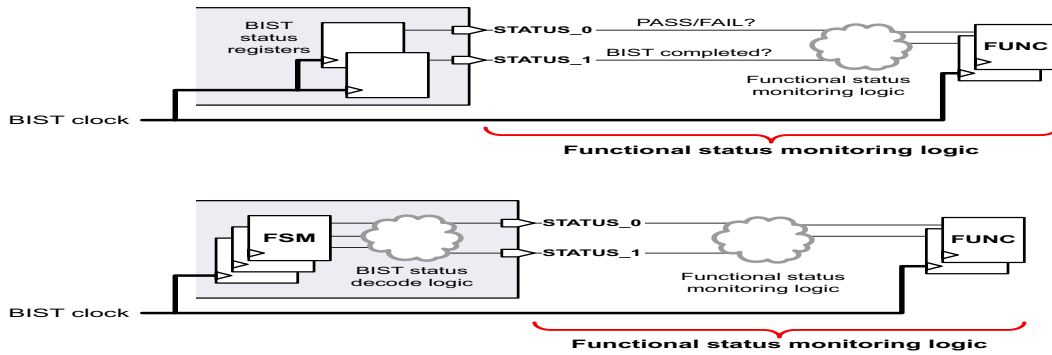 BIST
status
registers
STATUS_0
PASS/FAIL?
STATUS_1
BIST completed?
FUNC
Functional status
monitoring logic
BIST clock
Functional status monitoring logic
FSM
BIST status
decode logic
STATUS_0
STATUS_1
Functional status
monitoring logic
FUNC
BIST clock
Functional status monitoring logic